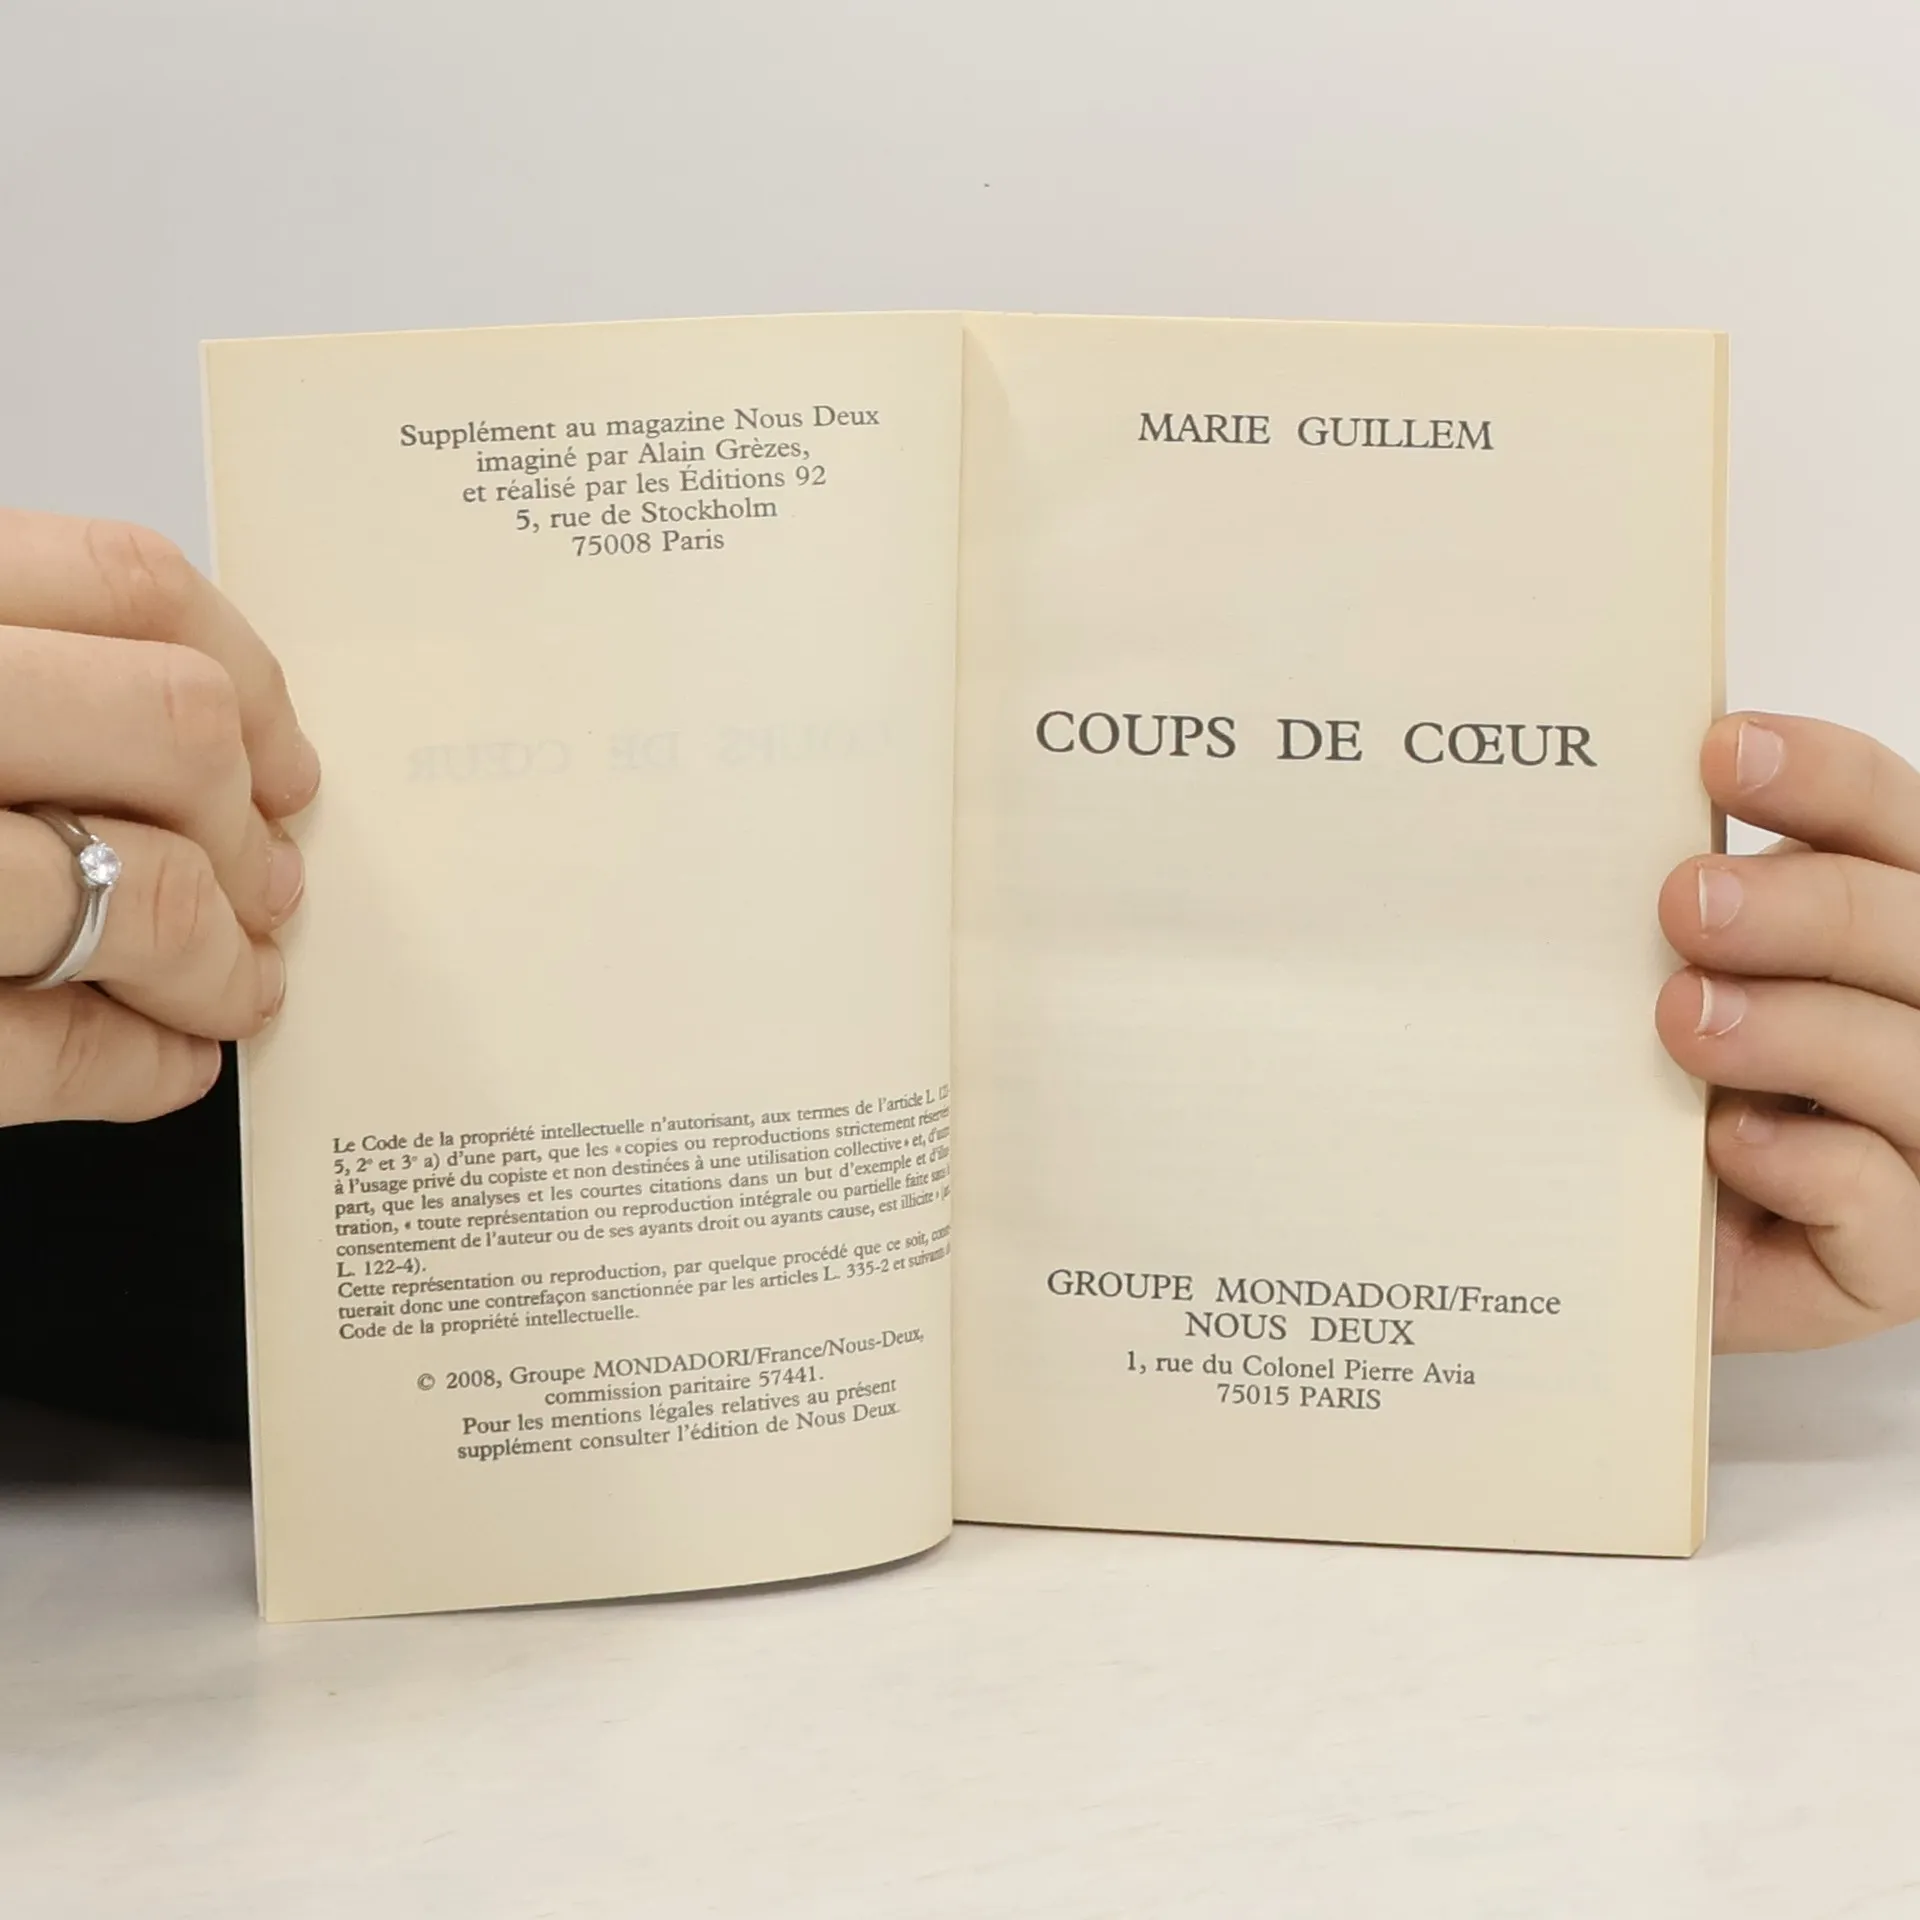 Supplément au magazine Nous Deux
imaginé par Alain Grèzes,
et réalisé par les Éditions 92
5, rue de Stockholm
75008 Paris
Le Code de la propriété intellectuelle n'autorisant, aux termes de l'article L.
5, 2° et 3° a) d'une part, que les « copies ou reproductions strictement
à l'usage privé du copiste et non destinées à une utilisation collective » et,
part, que les analyses et les courtes citations dans un but d'exemple et
tration, « toute représentation ou reproduction intégrale ou partielle faite
consentement de l'auteur ou de ses ayants droit ou ayants cause, est illicite »
L. 122-4).
Cette représentation ou reproduction, par quelque procédé que ce soit,
tuerait donc une contrefaçon sanctionnée par les articles L. 335-2 et suivants
Code de la propriété intellectuelle.
© 2008, Groupe MONDADORI/France/Nous-Deux,
commission paritaire 57441.
Pour les mentions légales relatives au présent
supplément consulter l'édition de Nous Deux.
MARIE GUILLEM
COUPS DE CŒUR
GROUPE MONDADORI/France
NOUS DEUX
1, rue du Colonel Pierre Avia
75015 PARIS